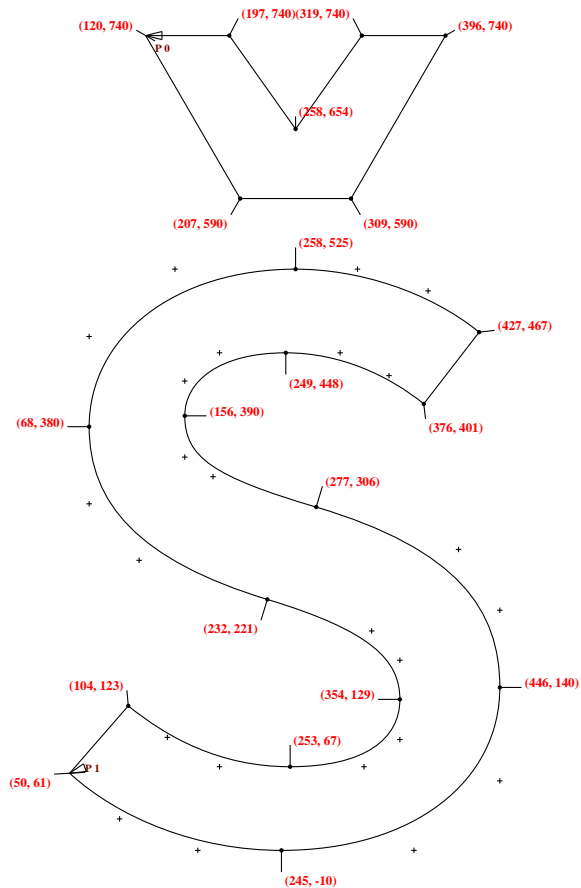 (120, 740) (197, 740)(319, 740) (396, 740)
P 0
(258, 654)
(207, 590) (309, 590)
(258, 525)
(427, 467)
(249, 448)
(68, 380) (156, 390) (376, 401)
(277, 306)
(232, 221)
(104, 123) (354, 129) (446, 140)
(253, 67)
P 1
(50, 61)
(245, -10)